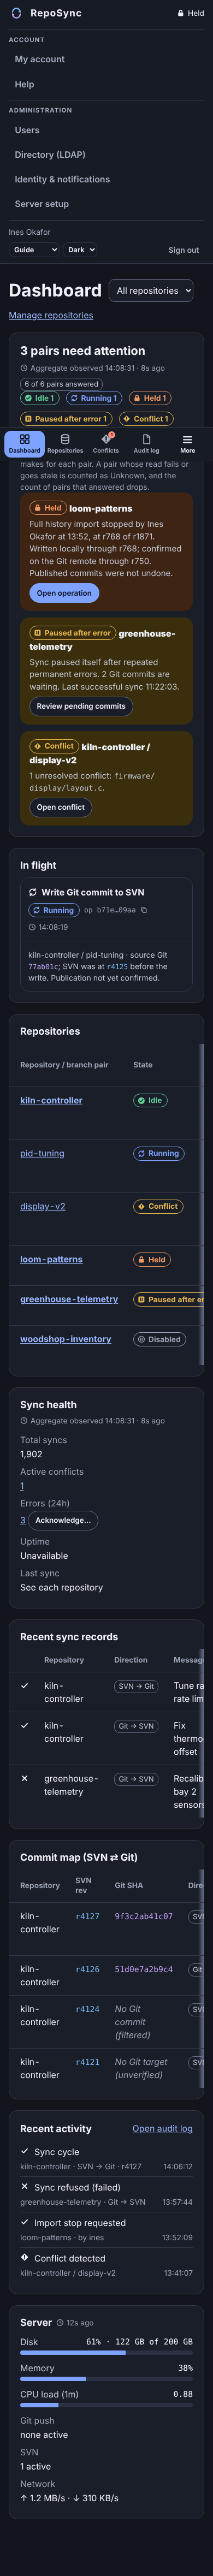 RepoSync
Held
ACCOUNT
My account
Help
ADMINISTRATION
Users
Directory (LDAP)
Identity & notifications
Server setup
Ines Okafor
Guide
Dark
Sign out
Dashboard
All repositories
Manage repositories
3 pairs need attention
Aggregate observed 14:08:31 · 8s ago
6 of 6 pairs answered
Idle 1
Running 1
Held 1
Paused after error 1
Conflict 1
Dashboard
Repositories
Conflicts
Audit log
More
makes for each pair. A pair whose read fails or
goes stale is counted as Unknown, and the
count of pairs that answered drops.
Held loom-patterns
Full history import stopped by Ines
Okafor at 13:52, at r768 of r1871.
Written locally through r768; confirmed
on the Git remote through r750.
Published commits were not undone.
Open operation
Paused after error greenhouse-
telemetry
Sync paused itself after repeated
permanent errors. 2 Git commits are
waiting. Last successful sync 11:22:03.
Review pending commits
Conflict kiln-controller /
display-v2
1 unresolved conflict: firmware/
display/layout.c.
Open conflict
In flight
Write Git commit to SVN
Running op b71e…09aa
14:08:19
kiln-controller / pid-tuning · source Git
77ab01c; SVN was at r4125 before the
write. Publication not yet confirmed.
Repositories
Repository / branch pair State
kiln-controller Idle
pid-tuning Running
display-v2 Conflict
loom-patterns Held
greenhouse-telemetry Paused after er
woodshop-inventory Disabled
Sync health
Aggregate observed 14:08:31 · 8s ago
Total syncs
1,902
Active conflicts
1
Errors (24h)
3 Acknowledge…
Uptime
Unavailable
Last sync
See each repository
Recent sync records
Repository Direction Message
kiln-
controller
SVN → Git
Tune ra
rate lim
kiln-
controller
Git → SVN
Fix
thermo
offset
greenhouse-
telemetry
Git → SVN
Recalib
bay 2
sensors
Commit map (SVN ⇄ Git)
Repository SVN
rev Git SHA Dire
kiln-
controller
r4127
9f3c2ab41c07
SV
kiln-
controller
r4126
51d0e7a2b9c4
Git
kiln-
controller
r4124
No Git
commit
(filtered)
SV
kiln-
controller
r4121
No Git target
(unverified)
SV
Recent activity
Open audit log
Sync cycle
kiln-controller · SVN → Git · r4127 14:06:12
Sync refused (failed)
greenhouse-telemetry · Git → SVN 13:57:44
Import stop requested
loom-patterns · by ines 13:52:09
Conflict detected
kiln-controller / display-v2 13:41:07
Server 12s ago
Disk 61% · 122 GB of 200 GB
Memory 38%
CPU load (1m) 0.88
Git push
none active
SVN
1 active
Network
↑ 1.2 MB/s · ↓ 310 KB/s